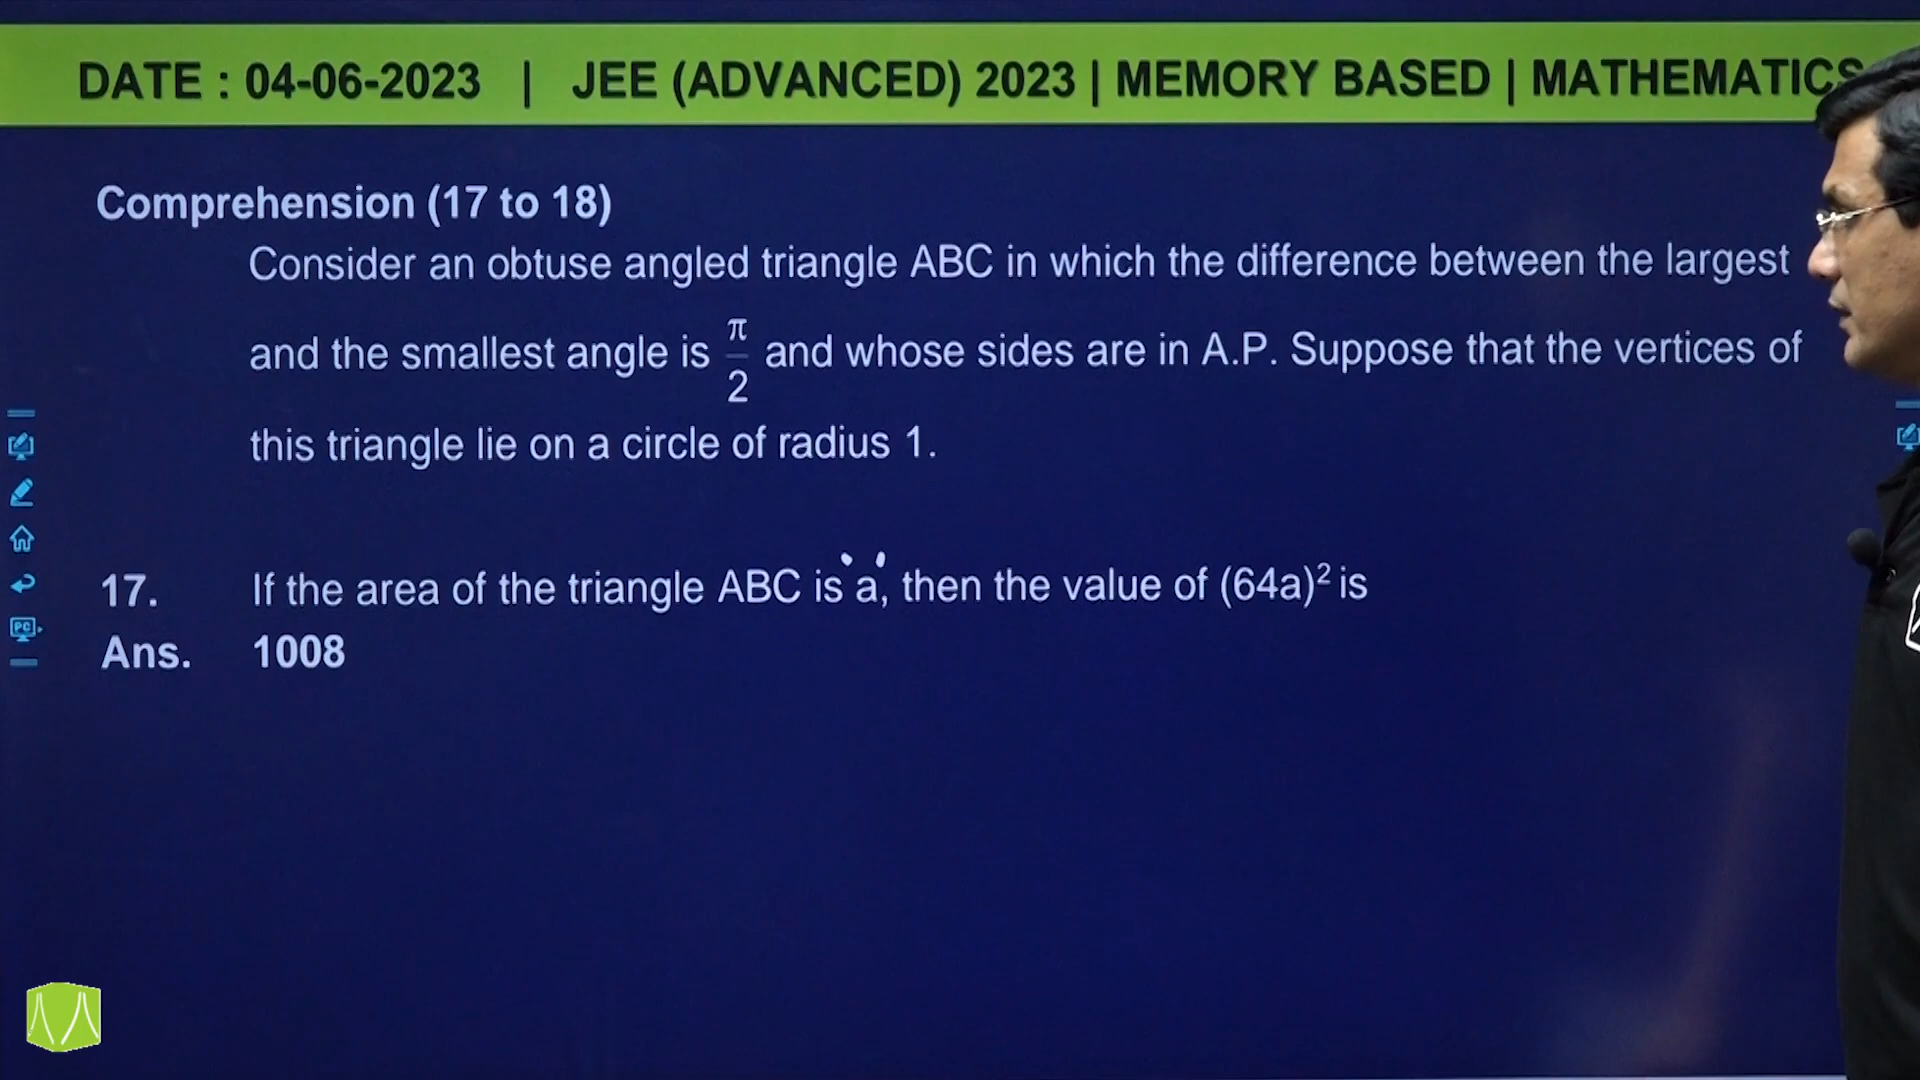 DATE : 04-06-2023 | JEE (ADVANCED) 2023 | MEMORY BASED | MATHEMATICS
Comprehension (17 to 18)
Consider an obtuse angled triangle ABC in which the difference between the largest
and the smallest angle is π/2 and whose sides are in A.P. Suppose that the vertices of
this triangle lie on a circle of radius 1.
17. If the area of the triangle ABC is 'a', then the value of (64a)² is
Ans. 1008
PC